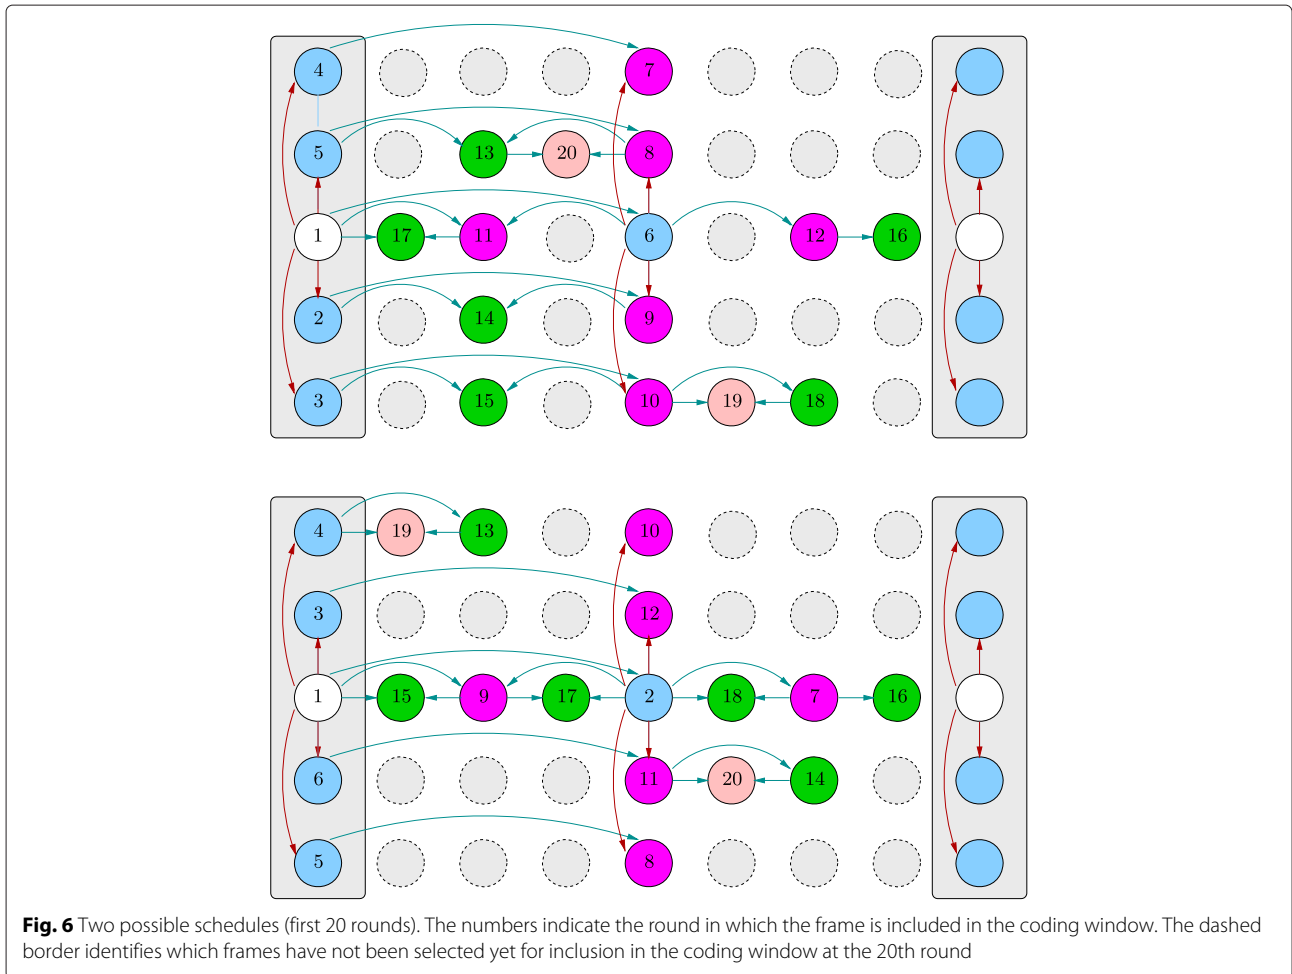 4 7
5 13 20 8
1 17 11 6 12 16
2 14 9
3 15 10 19 18
4 19 13 10
3 12
1 15 9 17 2 18 7 16
6 11 20 14
5 8
Fig. 6 Two possible schedules (first 20 rounds). The numbers indicate the round in which the frame is included in the coding window. The dashed
border identifies which frames have not been selected yet for inclusion in the coding window at the 20th round